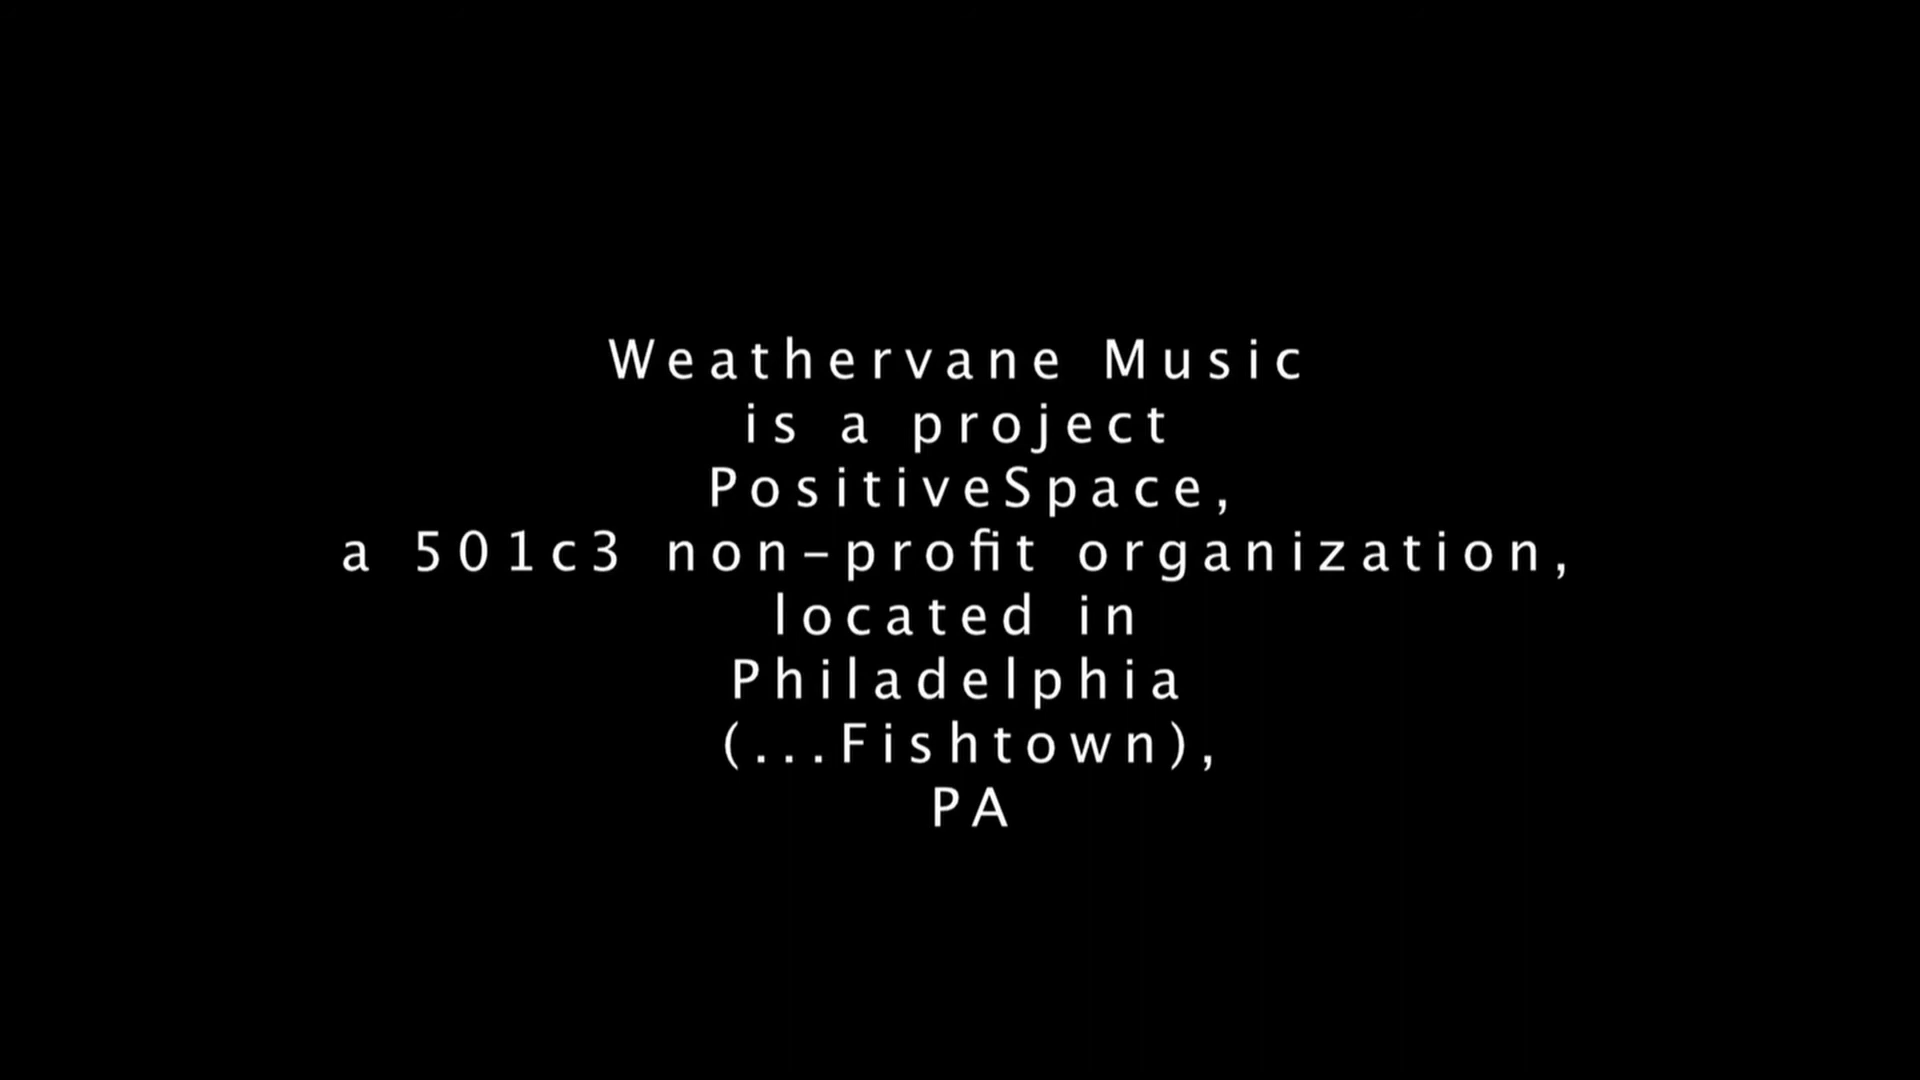 Weathervane Music
is a project
PositiveSpace,
a 501c3 non-profit organization,
located in
Philadelphia
(...Fishtown),
PA